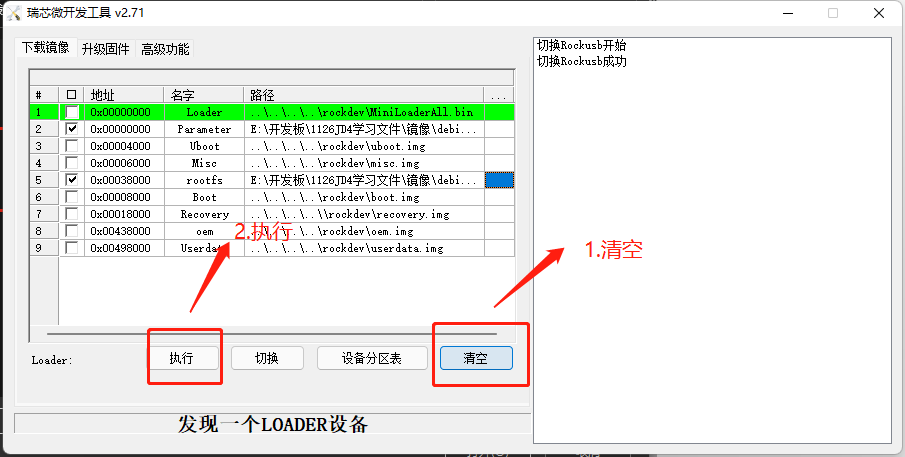 瑞芯微开发工具 v2.71
下载镜像 升级固件 高级功能
# 地址 名字 路径 ...
1 0x00000000 Loader ..\..\..\..\rockdev\MiniLoaderAll.bin
2 0x00000000 Parameter E:\开发板\1126JD4学习文件\镜像\debi...
3 0x00004000 Uboot ..\..\..\..\rockdev\uboot.img
4 0x00006000 Misc ..\..\..\..\rockdev\misc.img
5 0x00038000 rootfs E:\开发板\1126JD4学习文件\镜像\debi...
6 0x00008000 Boot ..\..\..\..\rockdev\boot.img
7 0x00018000 Recovery ..\..\..\..\\rockdev\recovery.img
8 0x00438000 oem ..\..\..\..\rockdev\oem.img
9 0x00498000 Userdata ..\..\..\..\rockdev\userdata.img
2.执行
1.清空
Loader: 执行 切换 设备分区表 清空
发现一个LOADER设备
切换Rockusb开始
切换Rockusb成功